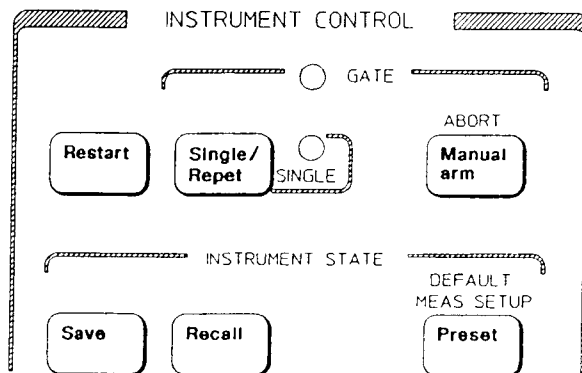 INSTRUMENT CONTROL
GATE
Restart
Single/
Repet
SINGLE
ABORT
Manual
arm
INSTRUMENT STATE
DEFAULT
MEAS SETUP
Save
Recall
Preset